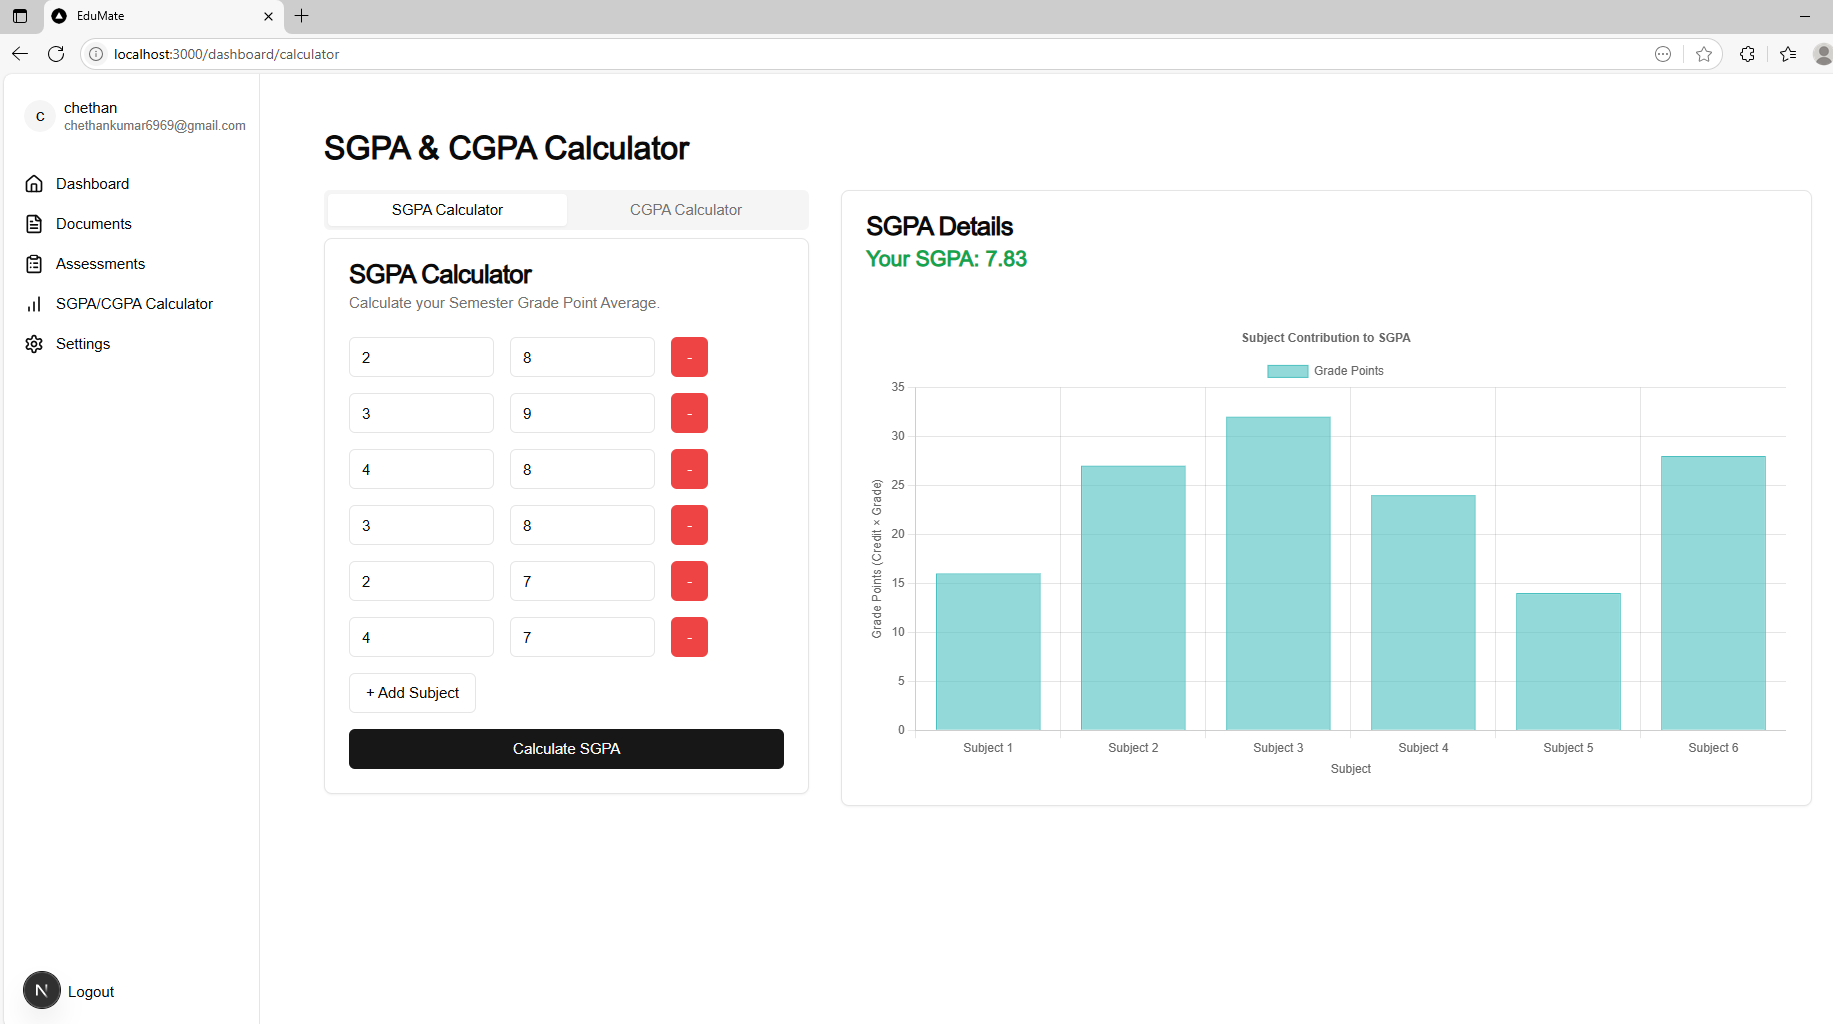 EduMate
localhost:3000/dashboard/calculator
C
chethan
chethankumar6969@gmail.com
Dashboard
Documents
Assessments
SGPA/CGPA Calculator
Settings
N
Logout
SGPA & CGPA Calculator
SGPA Calculator
CGPA Calculator
SGPA Calculator
Calculate your Semester Grade Point Average.
2 8 -
3 9 -
4 8 -
3 8 -
2 7 -
4 7 -
+ Add Subject
Calculate SGPA
SGPA Details
Your SGPA: 7.83
Subject Contribution to SGPA
Grade Points
Grade Points (Credit × Grade)
35
30
25
20
15
10
5
0
Subject 1 Subject 2 Subject 3 Subject 4 Subject 5 Subject 6
Subject